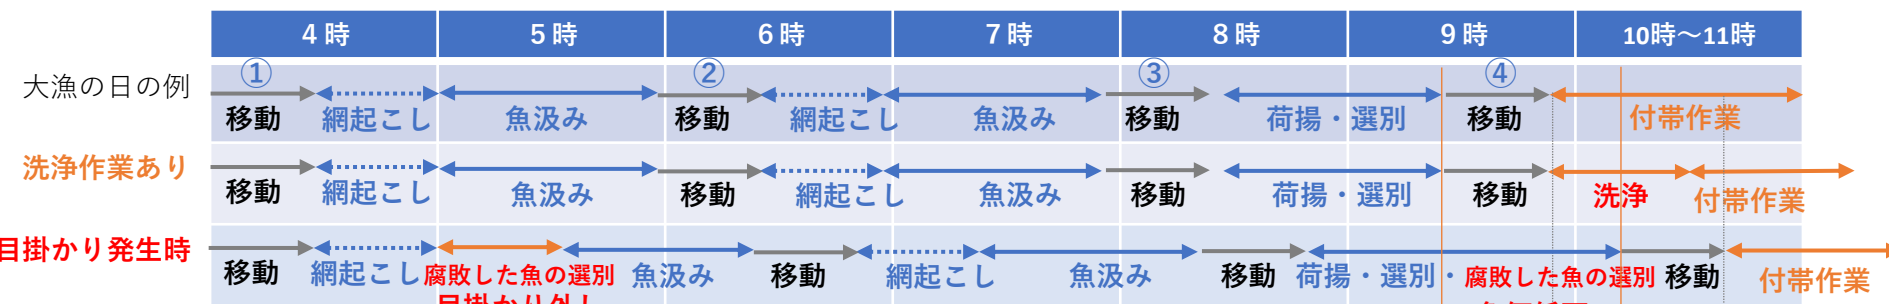 4時 5時 6時 7時 8時 9時 10時～11時
① ② ③ ④
大漁の日の例
移動 網起こし 魚汲み 移動 網起こし 魚汲み 移動 荷揚・選別 移動 付帯作業
洗浄作業あり
移動 網起こし 魚汲み 移動 網起こし 魚汲み 移動 荷揚・選別 移動 洗浄 付帯作業
目掛かり発生時
移動 網起こし 腐敗した魚の選別 魚汲み 移動 網起こし 魚汲み 移動 荷揚・選別・腐敗した魚の選別 移動 付帯作業
目掛かり外し